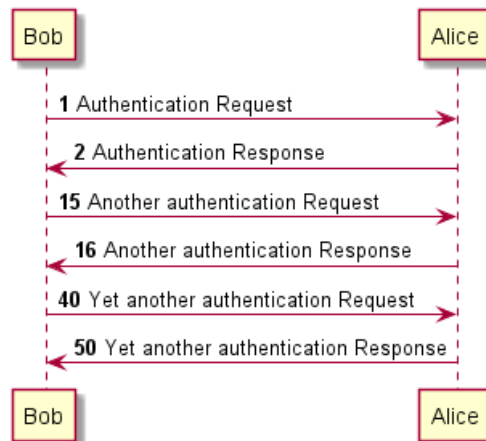 Bob Alice
1 Authentication Request
2 Authentication Response
15 Another authentication Request
16 Another authentication Response
40 Yet another authentication Request
50 Yet another authentication Response
Bob Alice